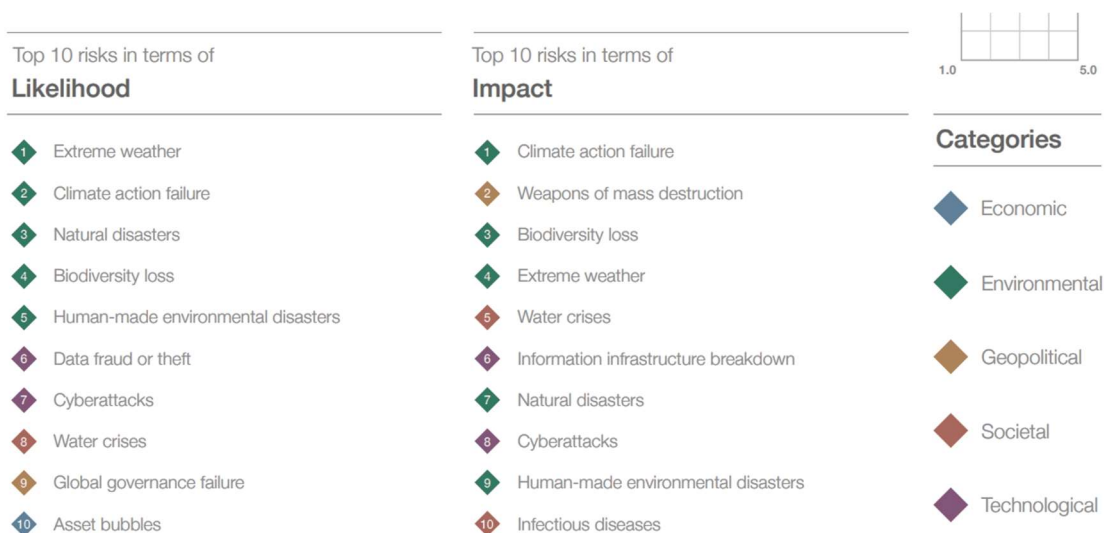 Top 10 risks in terms of
Likelihood
1 Extreme weather
2 Climate action failure
3 Natural disasters
4 Biodiversity loss
5 Human-made environmental disasters
6 Data fraud or theft
7 Cyberattacks
8 Water crises
9 Global governance failure
10 Asset bubbles
Top 10 risks in terms of
Impact
1 Climate action failure
2 Weapons of mass destruction
3 Biodiversity loss
4 Extreme weather
5 Water crises
6 Information infrastructure breakdown
7 Natural disasters
8 Cyberattacks
9 Human-made environmental disasters
10 Infectious diseases
1.0 5.0
Categories
Economic
Environmental
Geopolitical
Societal
Technological